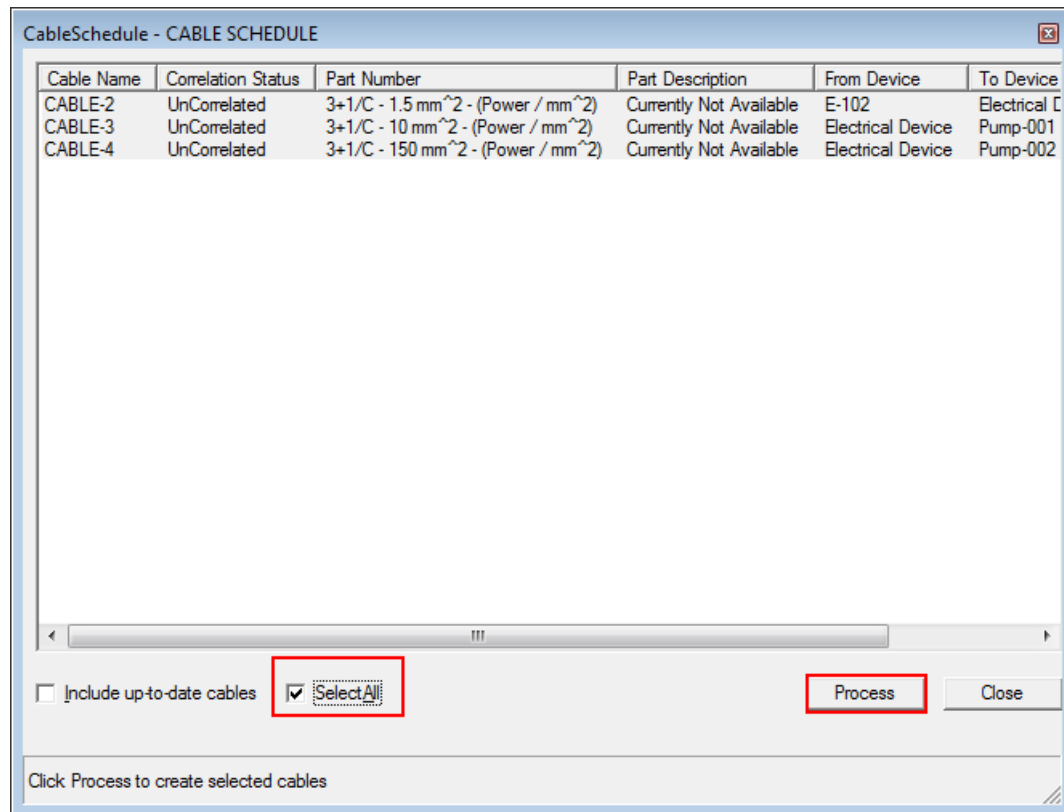 CableSchedule - CABLE SCHEDULE
Cable Name Correlation Status Part Number Part Description From Device To Device
CABLE-2 UnCorrelated 3+1/C - 1.5 mm^2 - (Power / mm^2) Currently Not Available E-102 Electrical
CABLE-3 UnCorrelated 3+1/C - 10 mm^2 - (Power / mm^2) Currently Not Available Electrical Device Pump-001
CABLE-4 UnCorrelated 3+1/C - 150 mm^2 - (Power / mm^2) Currently Not Available Electrical Device Pump-002
Include up-to-date cables SelectAll Process Close
Click Process to create selected cables